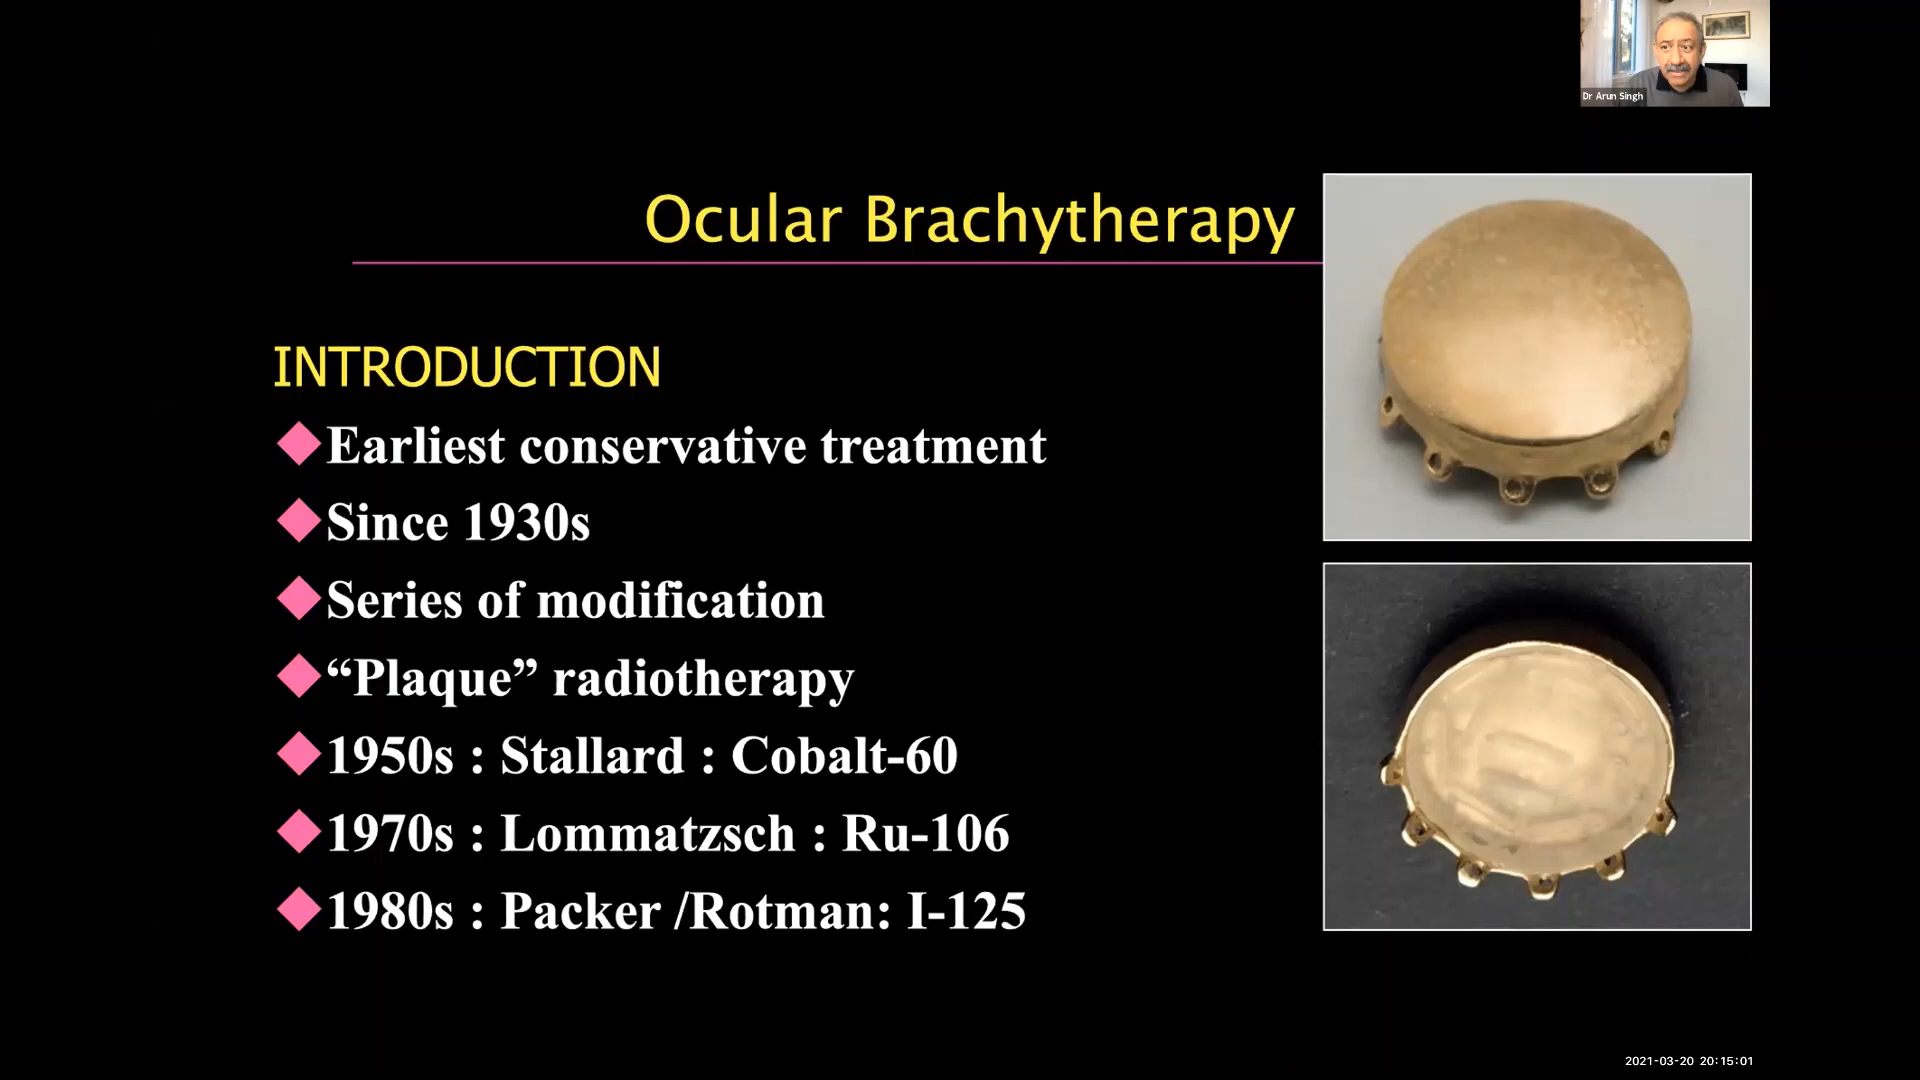 Dr Arun Singh
Ocular Brachytherapy
INTRODUCTION
Earliest conservative treatment
Since 1930s
Series of modification
“Plaque” radiotherapy
1950s : Stallard : Cobalt-60
1970s : Lommatzsch : Ru-106
1980s : Packer /Rotman: I-125
2021-03-20 20:15:01